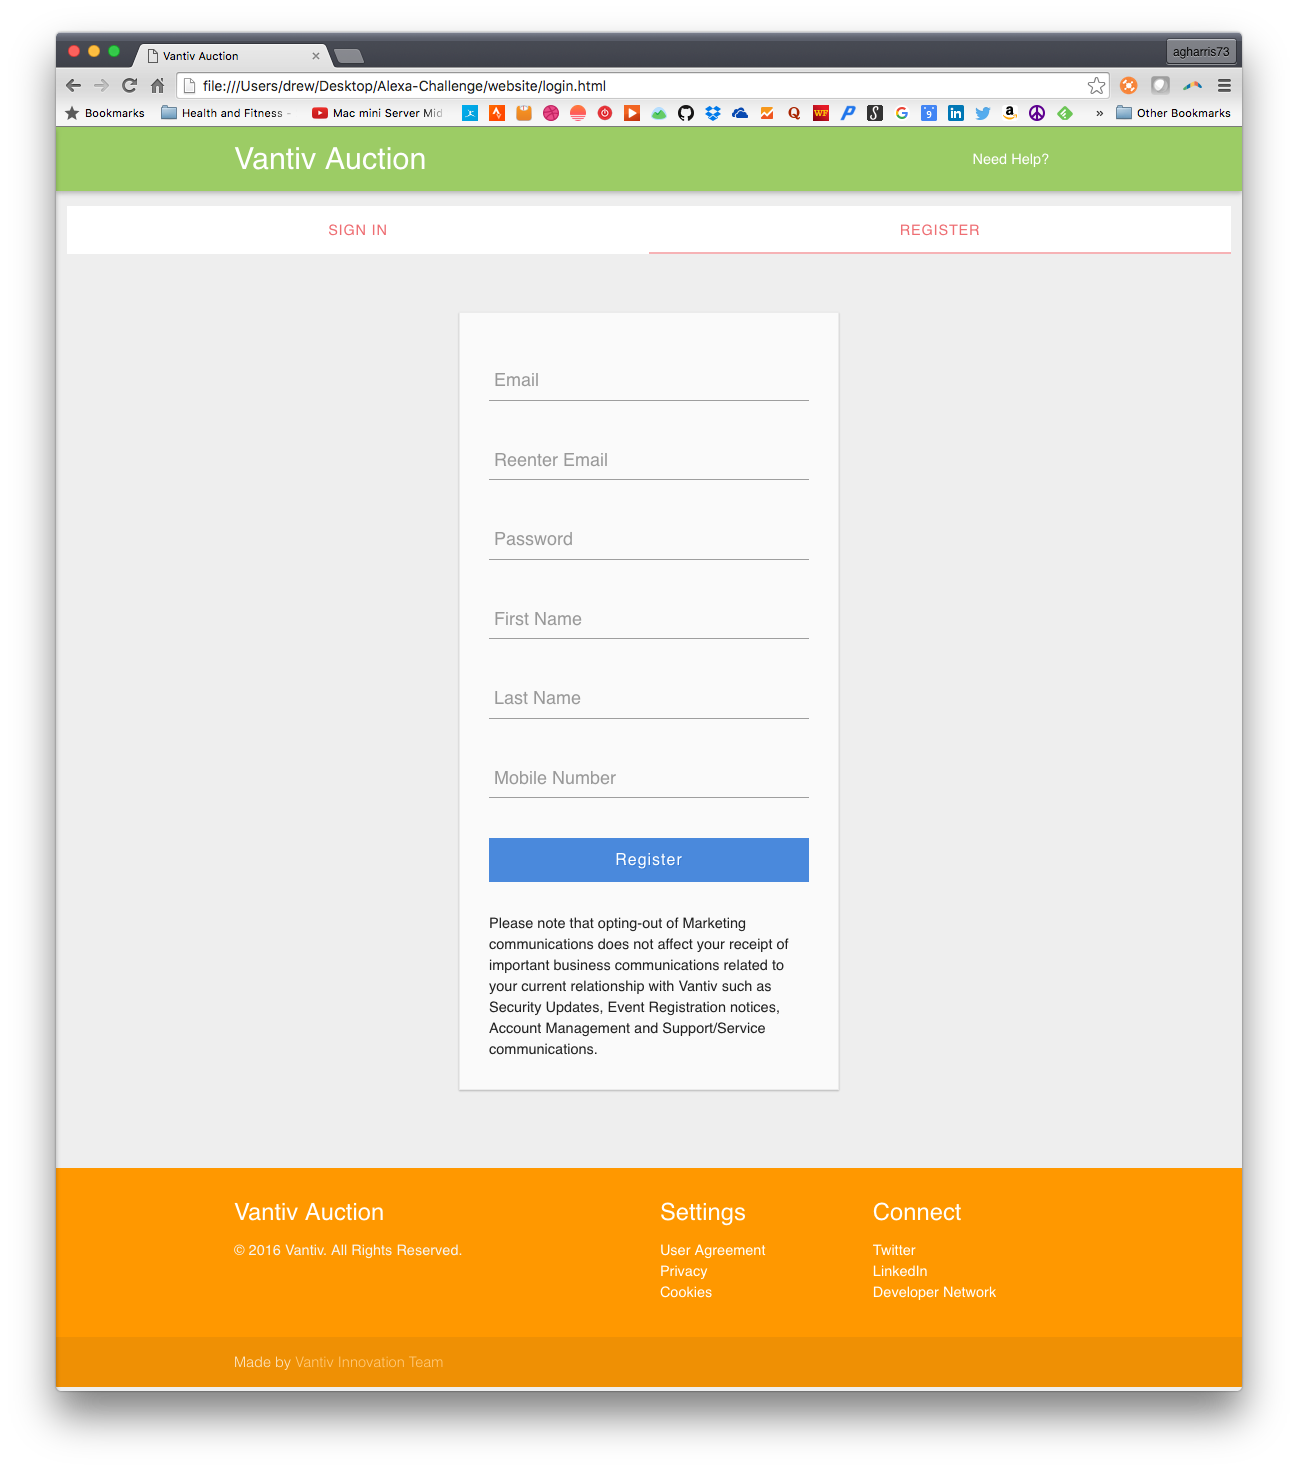 Vantiv Auction
agharris73
file:///Users/drew/Desktop/Alexa-Challenge/website/login.html
Bookmarks Health and Fitness - Mac mini Server Mid » Other Bookmarks
Vantiv Auction Need Help?
SIGN IN REGISTER
Email
Reenter Email
Password
First Name
Last Name
Mobile Number
Register
Please note that opting-out of Marketing
communications does not affect your receipt of
important business communications related to
your current relationship with Vantiv such as
Security Updates, Event Registration notices,
Account Management and Support/Service
communications.
Vantiv Auction Settings Connect
© 2016 Vantiv. All Rights Reserved. User Agreement Twitter
Privacy LinkedIn
Cookies Developer Network
Made by Vantiv Innovation Team